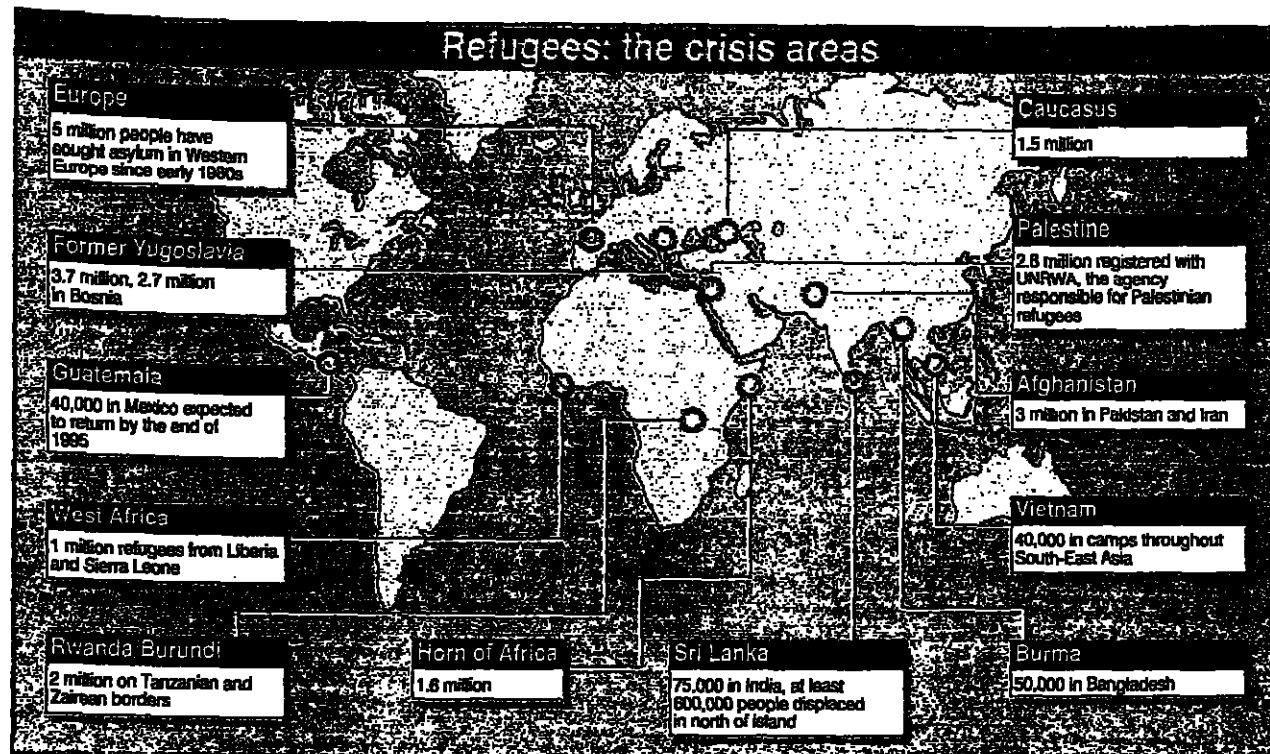 Refugees: the crisis areas
Europe
5 million people have
sought asylum in Western
Europe since early 1980s
Former Yugoslavia
3.7 million, 2.7 million
in Bosnia
Guatemala
40,000 in Mexico expected
to return by the end of
1995
West Africa
1 million refugees from Liberia
and Sierra Leone
Rwanda Burundi
2 million on Tanzanian and
Zairean borders
Horn of Africa
1.6 million
Sri Lanka
75,000 in India, at least
600,000 people displaced
in north of island
Caucasus
1.5 million
Palestine
2.8 million registered with
UNRWA, the agency
responsible for Palestinian
refugees
Afghanistan
3 million in Pakistan and Iran
Vietnam
40,000 in camps throughout
South-East Asia
Burma
50,000 in Bangladesh